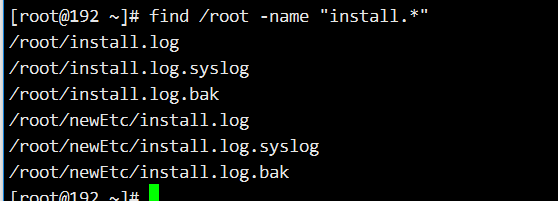 [root@192 ~]# find /root -name "install.*"
/root/install.log
/root/install.log.syslog
/root/install.log.bak
/root/newEtc/install.log
/root/newEtc/install.log.syslog
/root/newEtc/install.log.bak
[root@192 ~]#